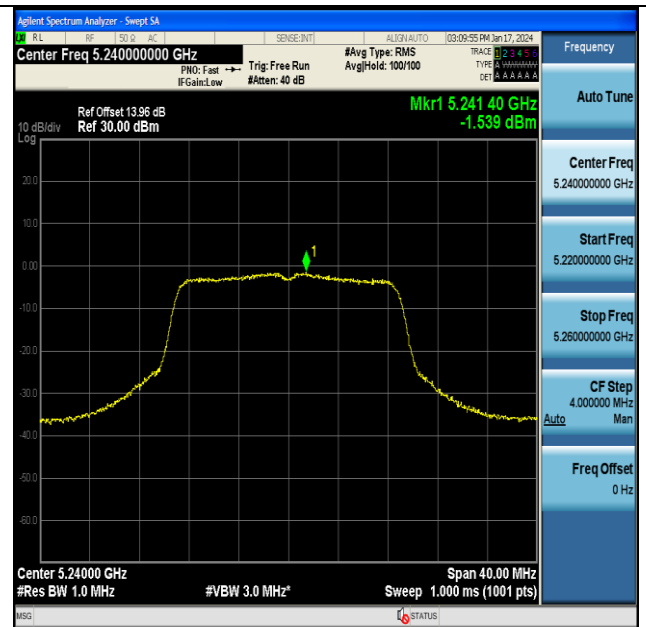 Agilent Spectrum Analyzer - Swept SA
LXI RL RF 50 Ω AC SENSE:INT ALIGN AUTO 03:09:55 PM Jan 17, 2024
Center Freq 5.240000000 GHz
PNO: Fast
IFGain:Low
Trig: Free Run
#Atten: 40 dB
#Avg Type: RMS
Avg|Hold: 100/100
TRACE 1 2 3 4 5 6
TYPE A
DET A A A A A A
Ref Offset 13.96 dB
10 dB/div Ref 30.00 dBm
Log
Mkr1 5.241 40 GHz
-1.539 dBm
20.0
10.0
0.00
-10.0
-20.0
-30.0
-40.0
-50.0
-60.0
1
Center 5.24000 GHz
Span 40.00 MHz
#Res BW 1.0 MHz
#VBW 3.0 MHz*
Sweep 1.000 ms (1001 pts)
MSG
STATUS
Frequency
Auto Tune
Center Freq
5.240000000 GHz
Start Freq
5.220000000 GHz
Stop Freq
5.260000000 GHz
CF Step
4.000000 MHz
Auto Man
Freq Offset
0 Hz